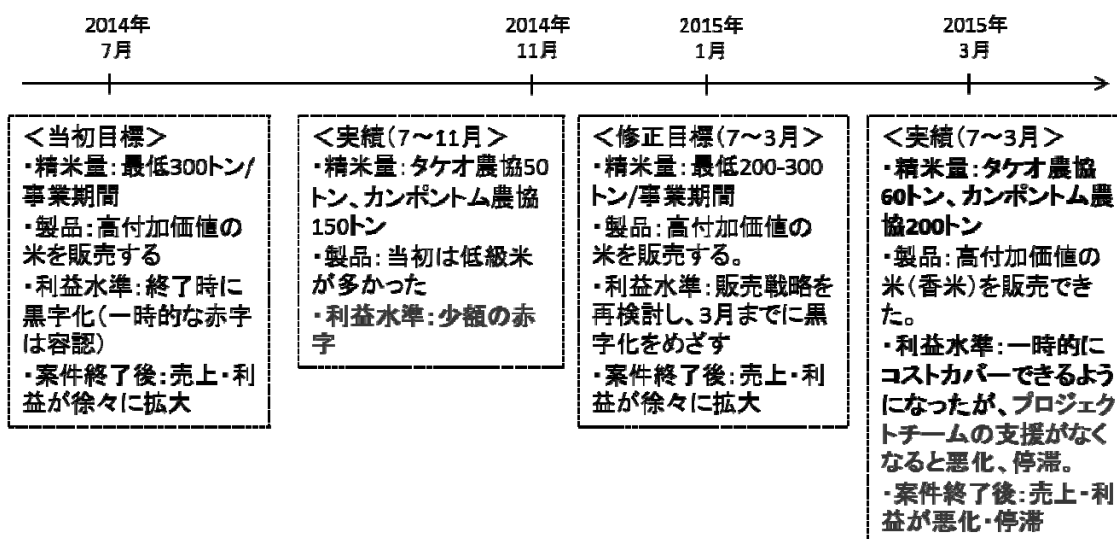 2014年
7月
2014年
11月
2015年
1月
2015年
3月
＜当初目標＞
・精米量：最低300トン/
事業期間
・製品：高付加価値の
米を販売する
・利益水準：終了時に
黒字化（一時的な赤字
は容認）
・案件終了後：売上・利
益が徐々に拡大
＜実績（7～11月＞
・精米量：タケオ農協50
トン、カンポントム農協
150トン
・製品：当初は低級米
が多かった
・利益水準：少額の赤
字
＜修正目標（7～3月）＞
・精米量：最低200-300
トン/事業期間
・製品：高付加価値の
米を販売する。
・利益水準：販売戦略を
再検討し、3月までに黒
字化をめざす
・案件終了後：売上・利
益が徐々に拡大
＜実績（7～3月）＞
・精米量：タケオ農協
60トン、カンポントム農
協200トン
・製品：高付加価値の
米（香米）を販売でき
た。
・利益水準：一時的に
コストカバーできるよう
になったが、プロジェク
トチームの支援がなく
なると悪化、停滞。
・案件終了後：売上・利
益が悪化・停滞